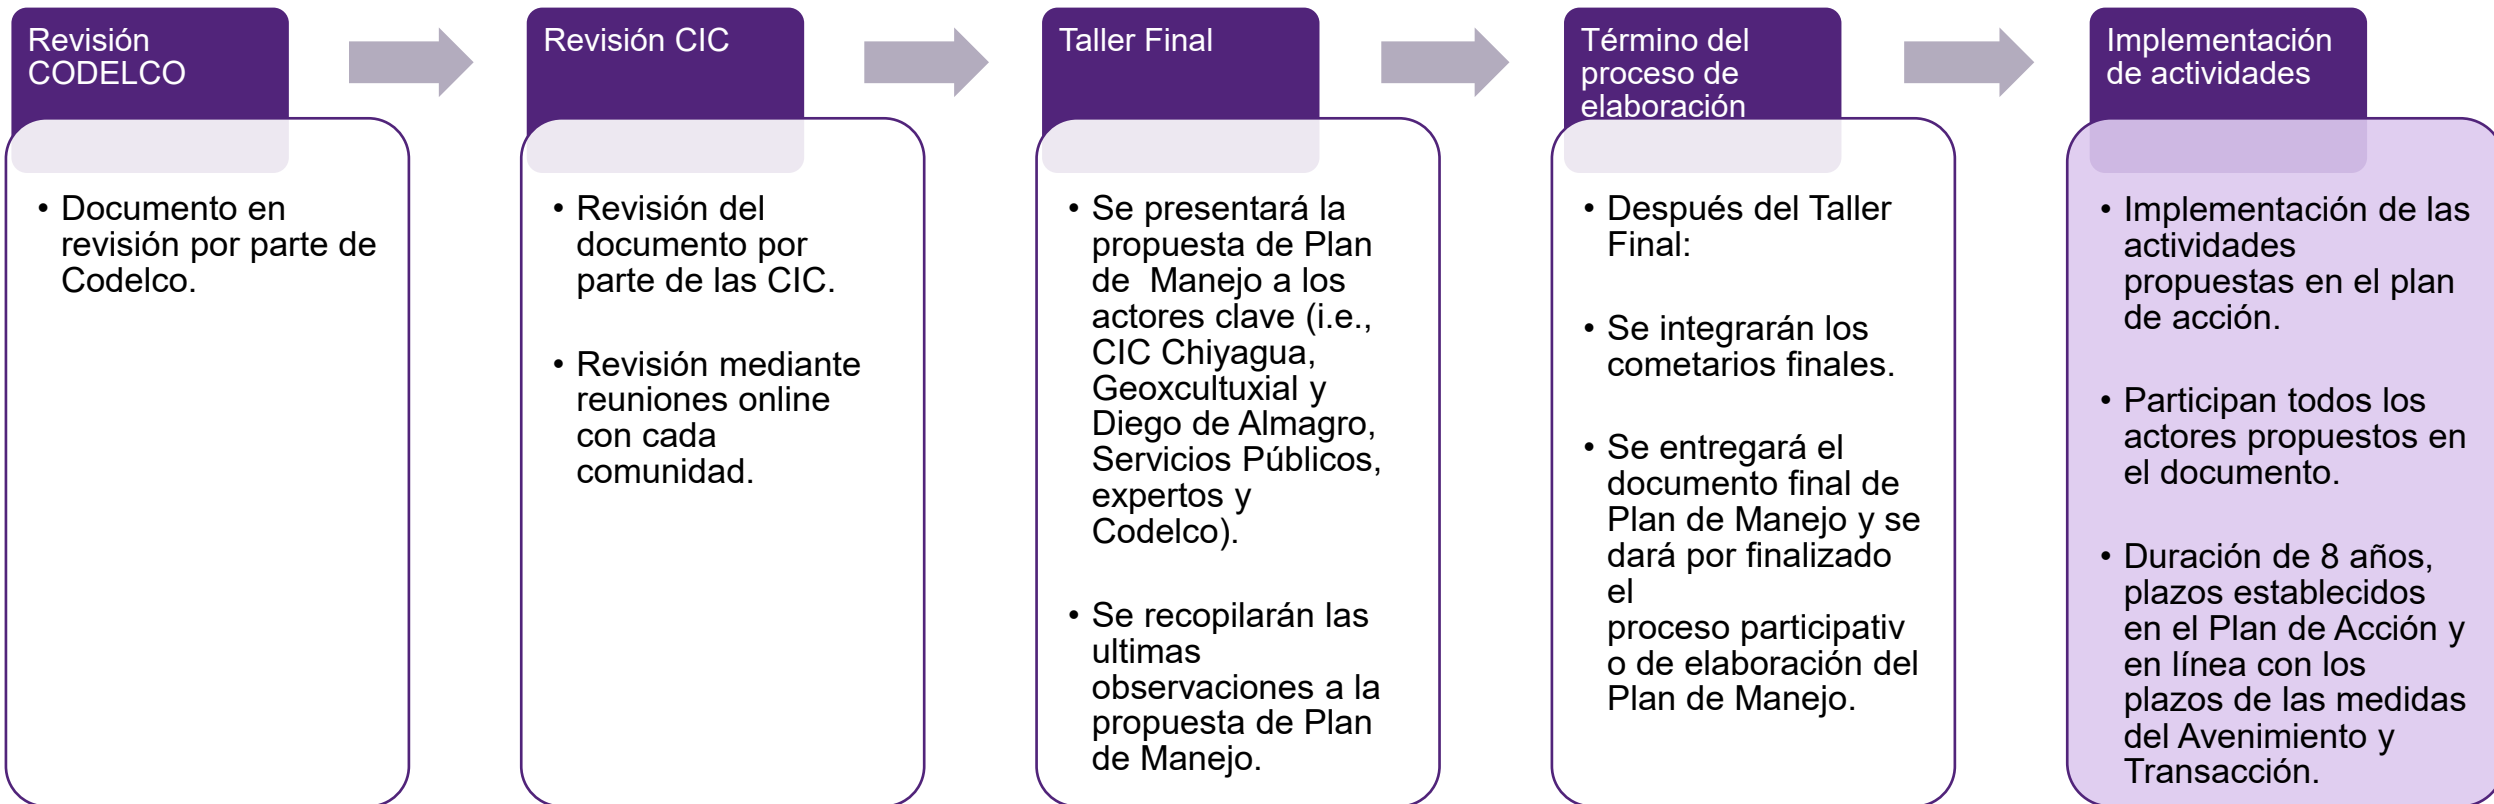 Revisión
CODELCO
• Documento en
revisión por parte de
Codelco.
Revisión CIC
• Revisión del
documento por
parte de las CIC.
• Revisión mediante
reuniones online
con cada
comunidad.
Taller Final
• Se presentará la
propuesta de Plan
de  Manejo a los
actores clave (i.e.,
CIC Chiyagua,
Geoxcultuxial y
Diego de Almagro,
Servicios Públicos,
expertos y
Codelco).
• Se recopilarán las
ultimas
observaciones a la
propuesta de Plan
de Manejo.
Término del
proceso de
elaboración
• Después del Taller
Final:
• Se integrarán los
cometarios finales.
• Se entregará el
documento final de
Plan de Manejo y se
dará por finalizado
el
proceso participativ
o de elaboración del
Plan de Manejo.
Implementación
de actividades
• Implementación de las
actividades
propuestas en el plan
de acción.
• Participan todos los
actores propuestos en
el documento.
• Duración de 8 años,
plazos establecidos
en el Plan de Acción y
en línea con los
plazos de las medidas
del Avenimiento y
Transacción.